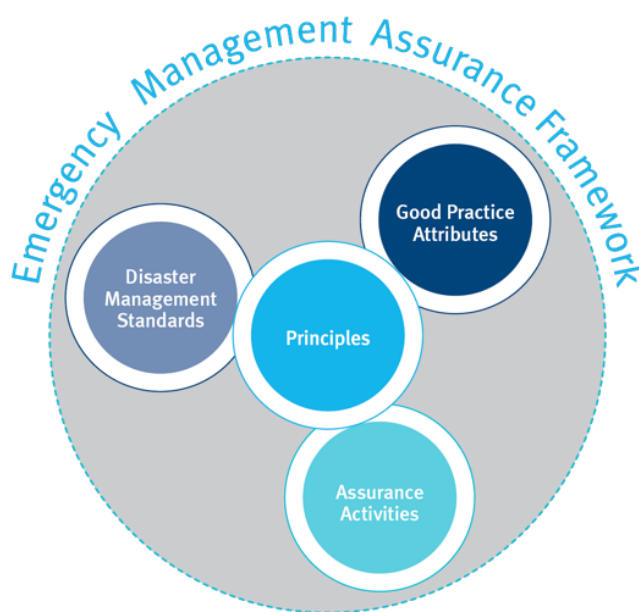 Emergency Management Assurance Framework
Good Practice
Attributes
Disaster
Management
Standards
Principles
Assurance
Activities